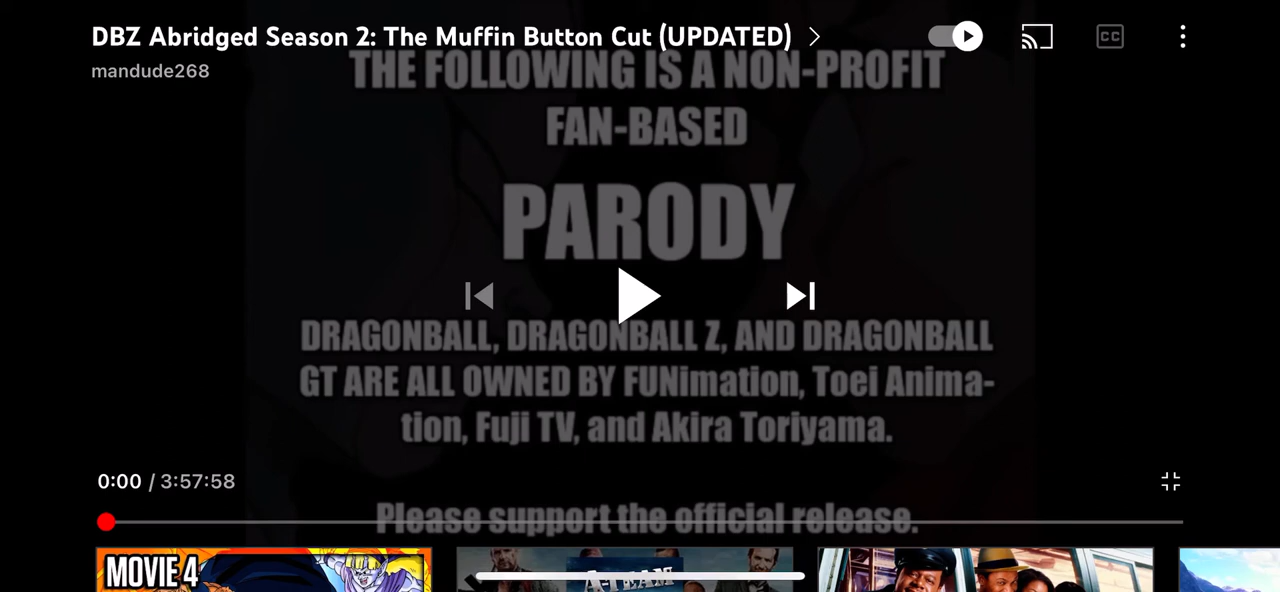 DBZ Abridged Season 2: The Muffin Button Cut (UPDATED)
mandude268
CC
THE FOLLOWING IS A NON-PROFIT
FAN-BASED
PARODY
DRAGONBALL, DRAGONBALL Z, AND DRAGONBALL
GT ARE ALL OWNED BY FUNimation, Toei Anima-
tion, Fuji TV, and Akira Toriyama.
0:00 / 3:57:58
Please support the official release.
MOVIE 4
A-TEAM